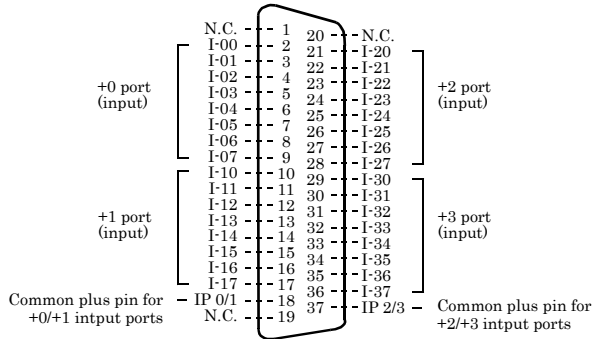 N.C. 1
I-00 2
I-01 3
I-02 4
I-03 5
I-04 6
I-05 7
I-06 8
I-07 9
I-10 10
I-11 11
I-12 12
I-13 13
I-14 14
I-15 15
I-16 16
I-17 17
IP 0/1 18
N.C. 19
+0 port
(input)
+1 port
(input)
Common plus pin for
+0/+1 intput ports
20 N.C.
21 I-20
22 I-21
23 I-22
24 I-23
25 I-24
26 I-25
27 I-26
28 I-27
29 I-30
30 I-31
31 I-32
32 I-33
33 I-34
34 I-35
35 I-36
36 I-37
37 IP 2/3
+2 port
(input)
+3 port
(input)
Common plus pin for
+2/+3 intput ports